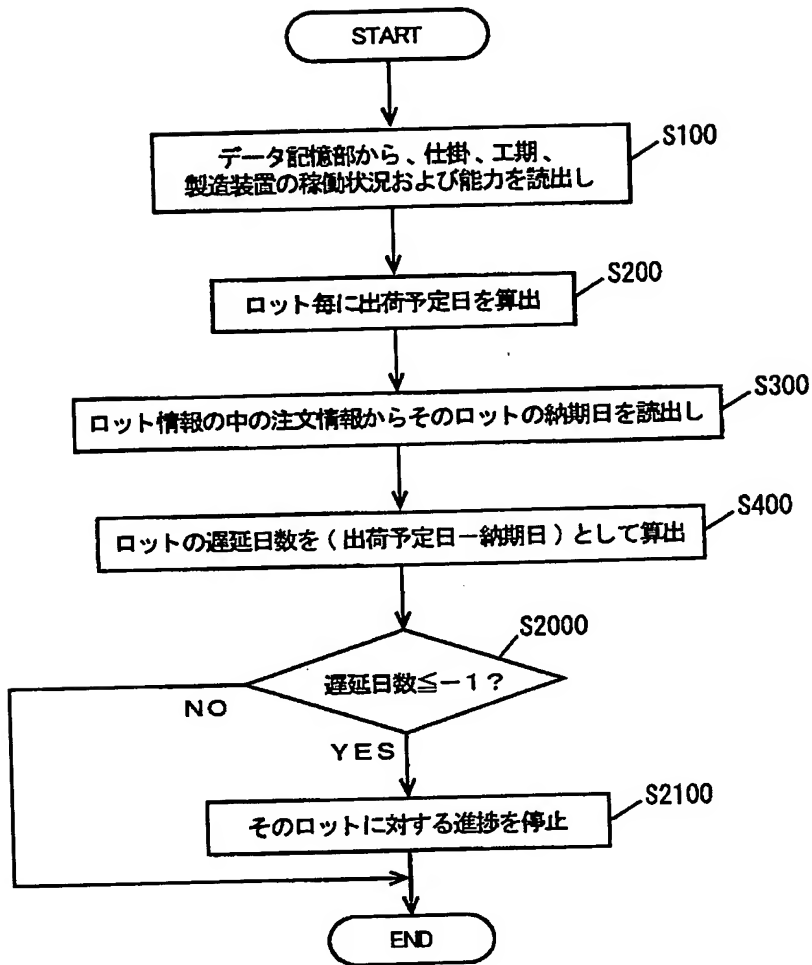 START
データ記憶部から、仕掛、工期、
製造装置の稼働状況および能力を読出し
S100
ロット毎に出荷予定日を算出
S200
ロット情報の中の注文情報からそのロットの納期日を読出し
S300
ロットの遅延日数を(出荷予定日ー納期日)として算出
S400
遅延日数≦ー1?
S2000
NO
YES
そのロットに対する進捗を停止
S2100
END